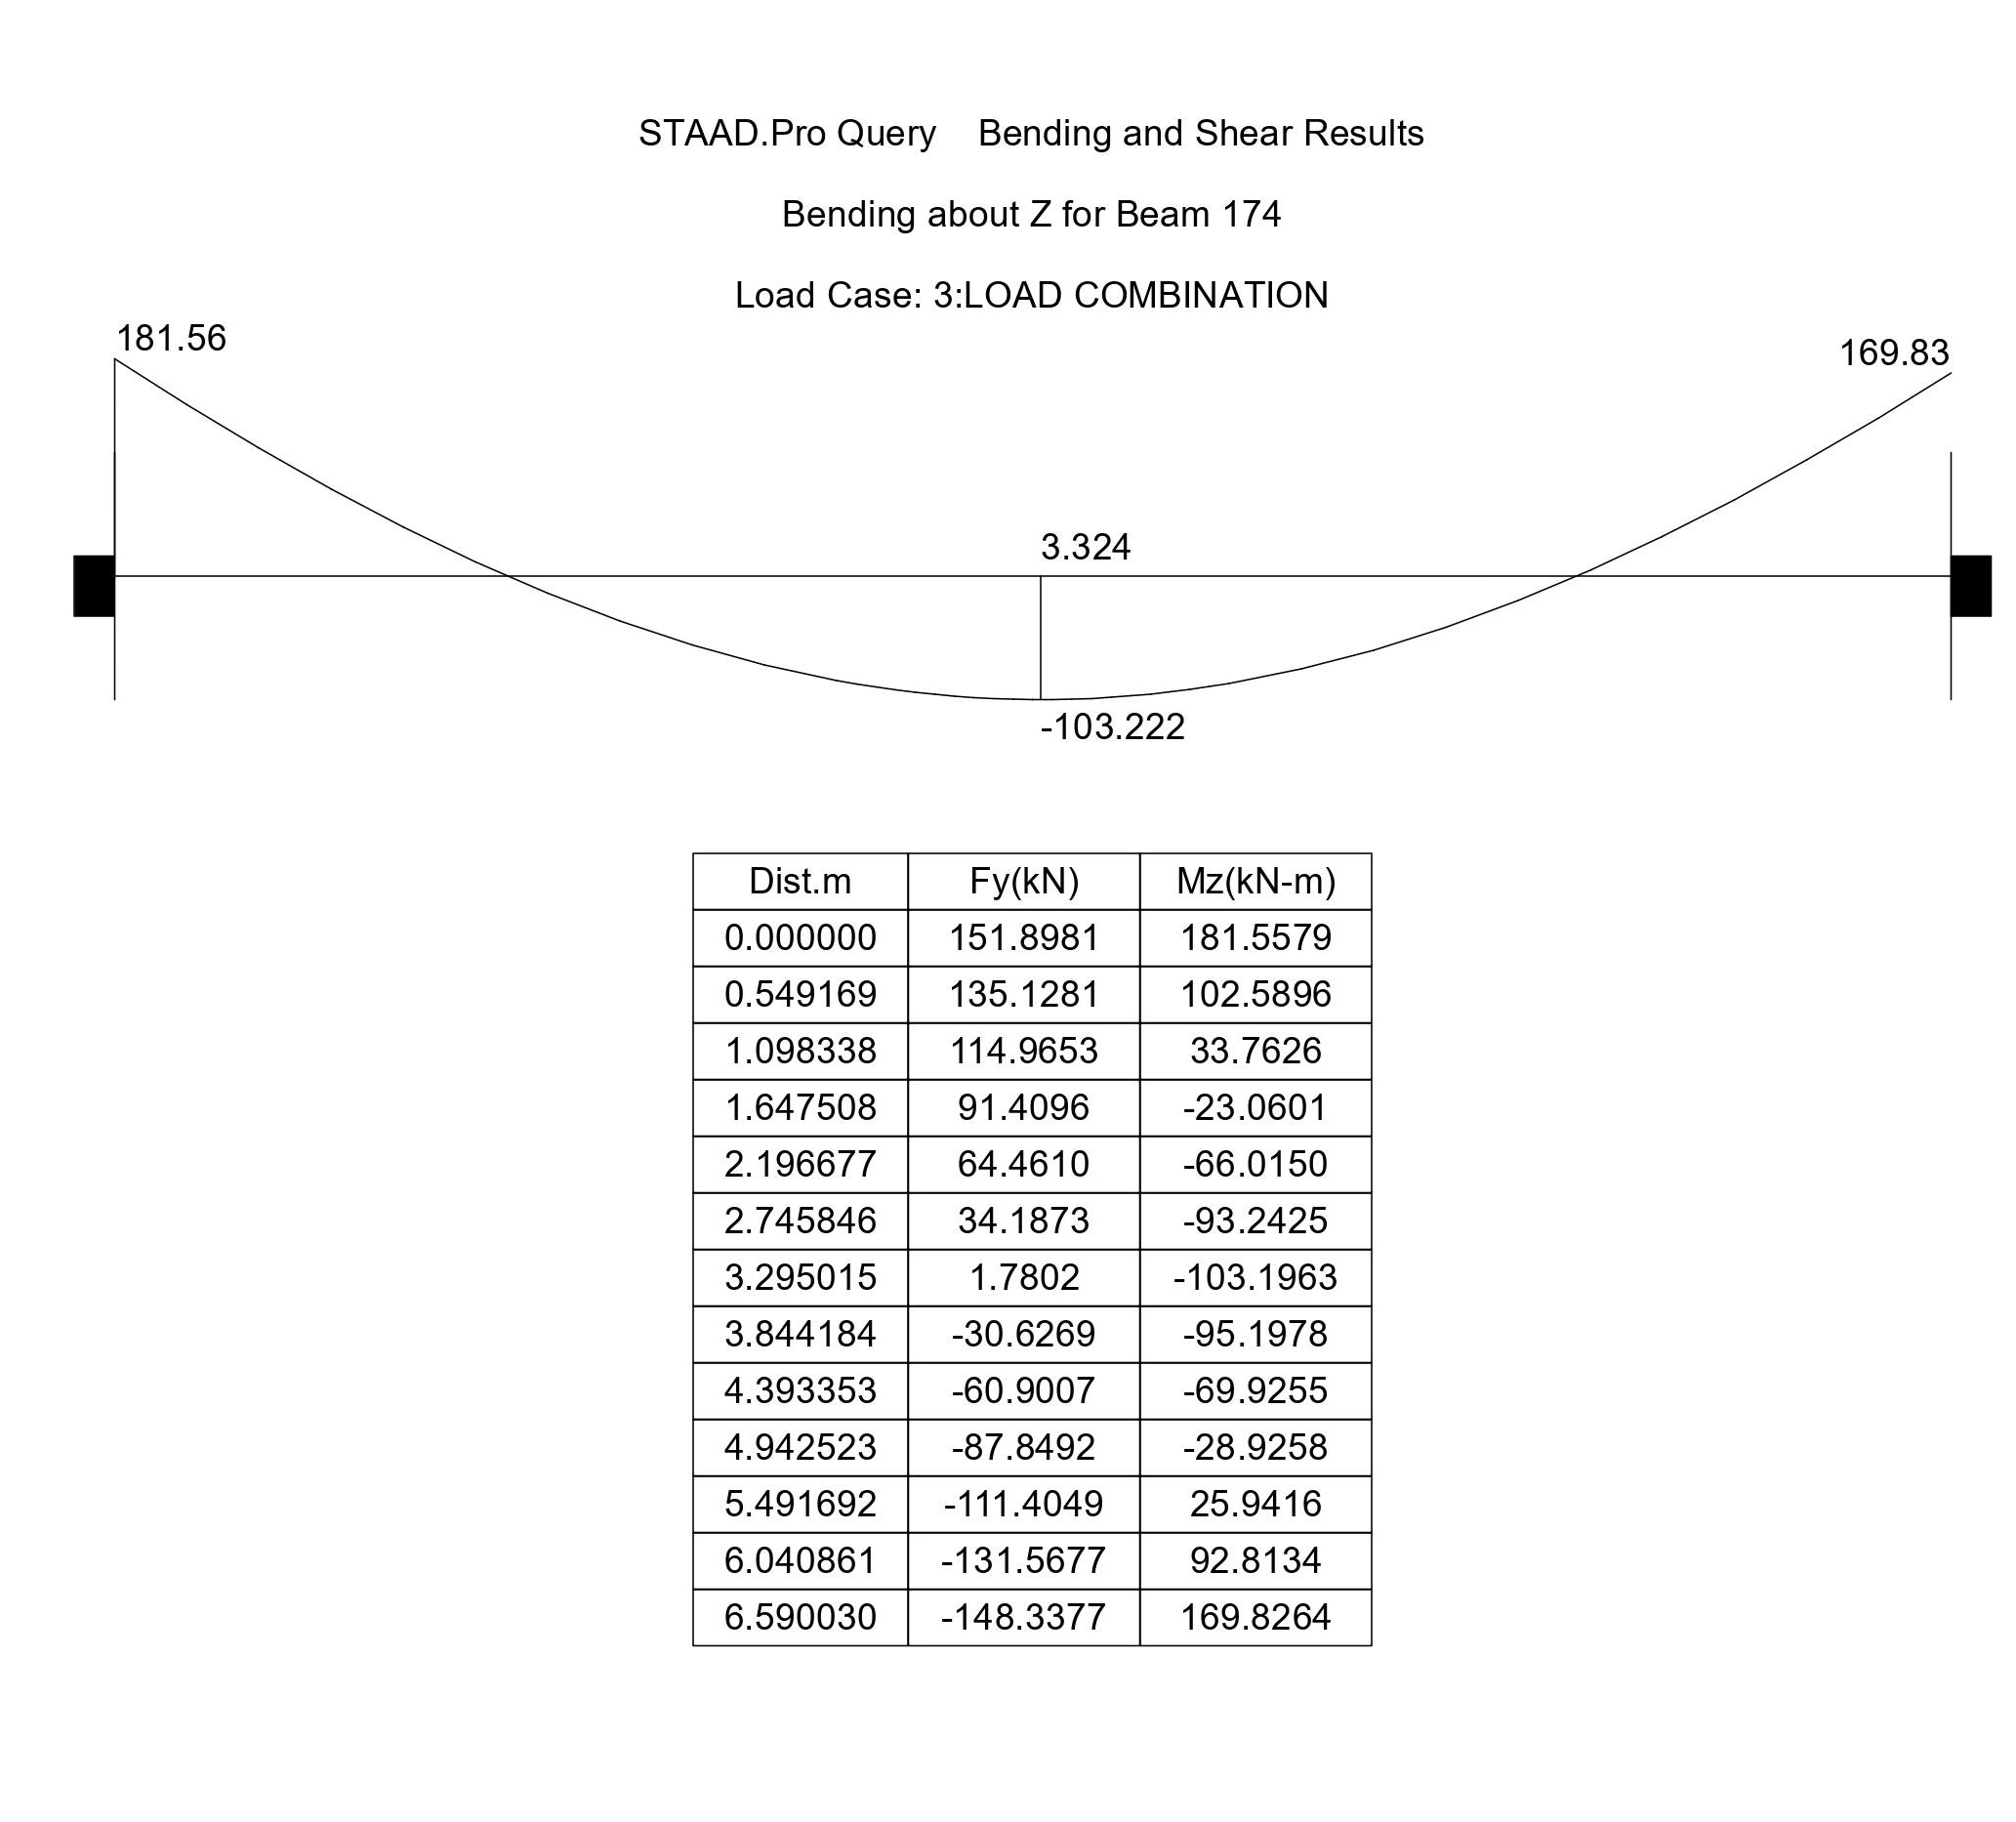 STAAD.Pro Query    Bending and Shear Results
Bending about Z for Beam 174
Load Case: 3:LOAD COMBINATION
181.56
169.83
3.324
-103.222
Dist.m Fy(kN) Mz(kN-m)
0.000000 151.8981 181.5579
0.549169 135.1281 102.5896
1.098338 114.9653 33.7626
1.647508 91.4096 -23.0601
2.196677 64.4610 -66.0150
2.745846 34.1873 -93.2425
3.295015 1.7802 -103.1963
3.844184 -30.6269 -95.1978
4.393353 -60.9007 -69.9255
4.942523 -87.8492 -28.9258
5.491692 -111.4049 25.9416
6.040861 -131.5677 92.8134
6.590030 -148.3377 169.8264